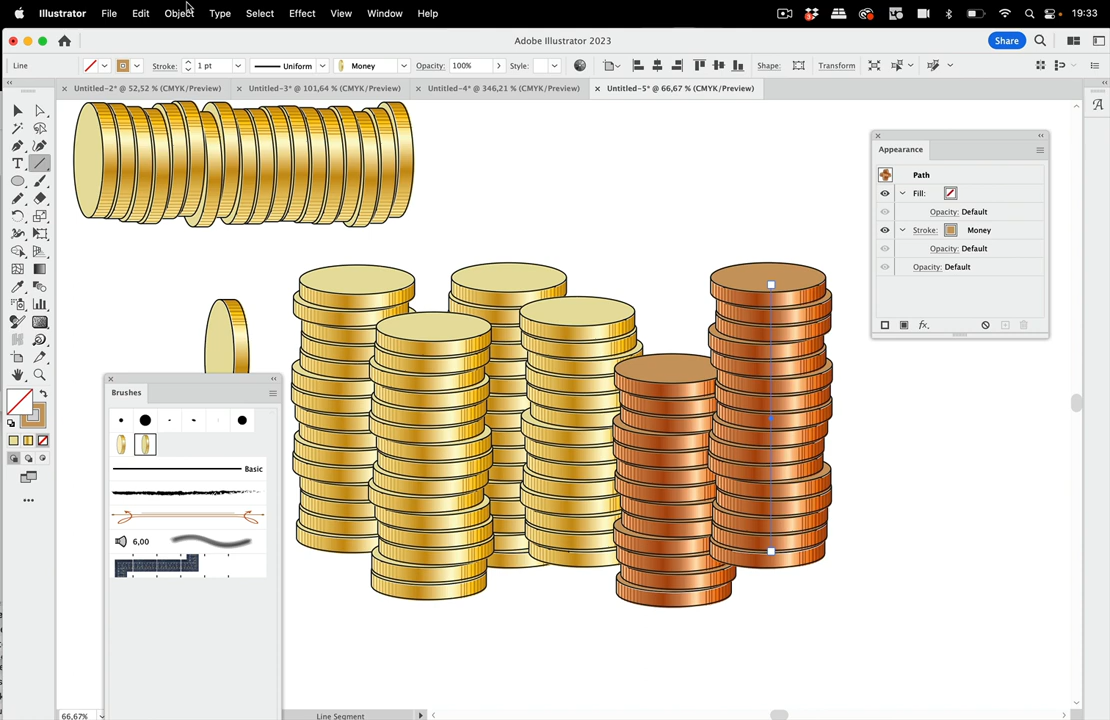 Illustrator File Edit Object Type Select Effect View Window Help 19:33
Adobe Illustrator 2023 Share
Line Stroke: 1 pt Uniform Money Opacity: 100% Style: Shape: Transform
Untitled-2* @ 52,52 % (CMYK/Preview) Untitled-3* @ 101,64 % (CMYK/Preview) Untitled-4* @ 346,21 % (CMYK/Preview) Untitled-5* @ 66,67 % (CMYK/Preview)
Appearance
Path
Fill:
Opacity: Default
Stroke: Money
Opacity: Default
Opacity: Default
fx
Brushes
Basic
6,00
66,67% Line Segment